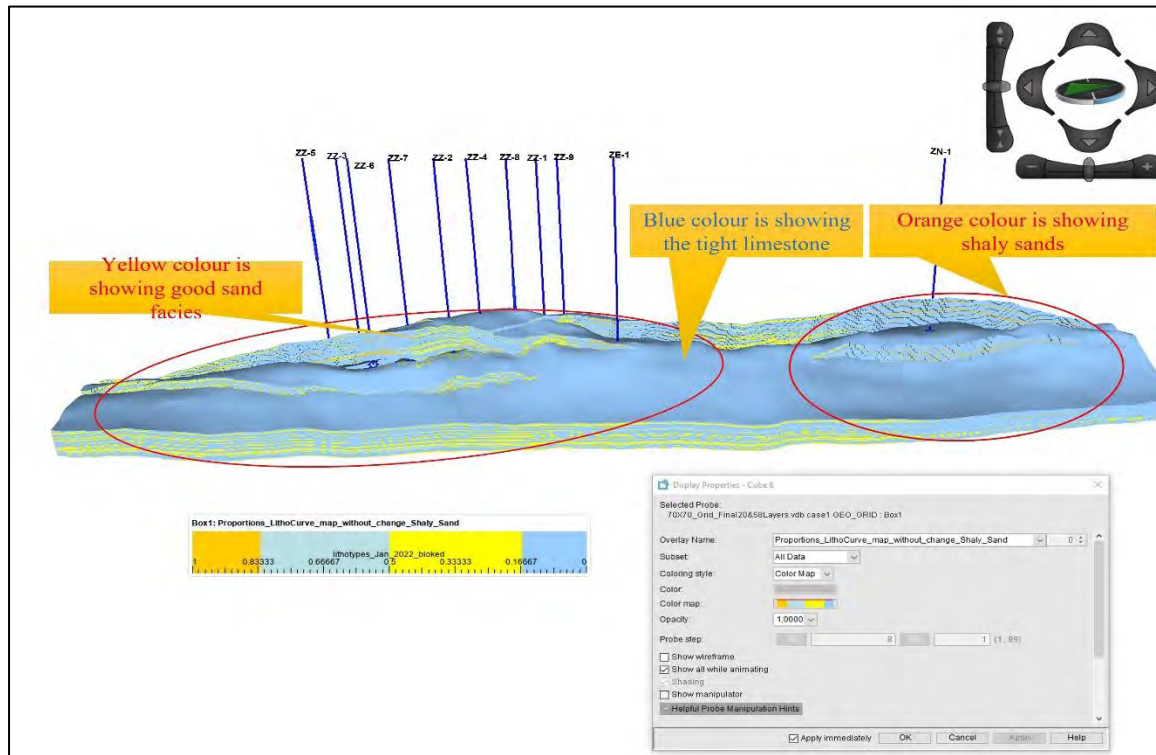 ZZ-5
ZZ-3
ZZ-6
ZZ-7
ZZ-2
ZZ-4
ZZ-8
ZZ-1
ZZ-9
ZE-1
ZN-1
Yellow colour is
showing good sand
facies
Blue colour is showing
the tight limestone
Orange colour is showing
shaly sands
Box1: Proportions_LithoCurve_map_without_change_Shaly_Sand
lithotypes_Jan_2022_bloked
1 0.83333 0.66667 0.5 0.33333 0.16667 0
Display Properties - Cube 6
Selected Probe:
70X70_Grid_Final20&58Layers.vdb case1 GEO_GRID : Box1
Overlay Name: Proportions_LithoCurve_map_without_change_Shaly_Sand 0
Subset: All Data
Coloring style: Color Map
Color:
Color map:
Opacity: 1.0000
Probe step: 8 1 (1..89)
Show wireframe
Show all while animating
Shading
Show manipulator
Helpful Probe Manipulation Hints
Apply immediately OK Cancel Apply Help